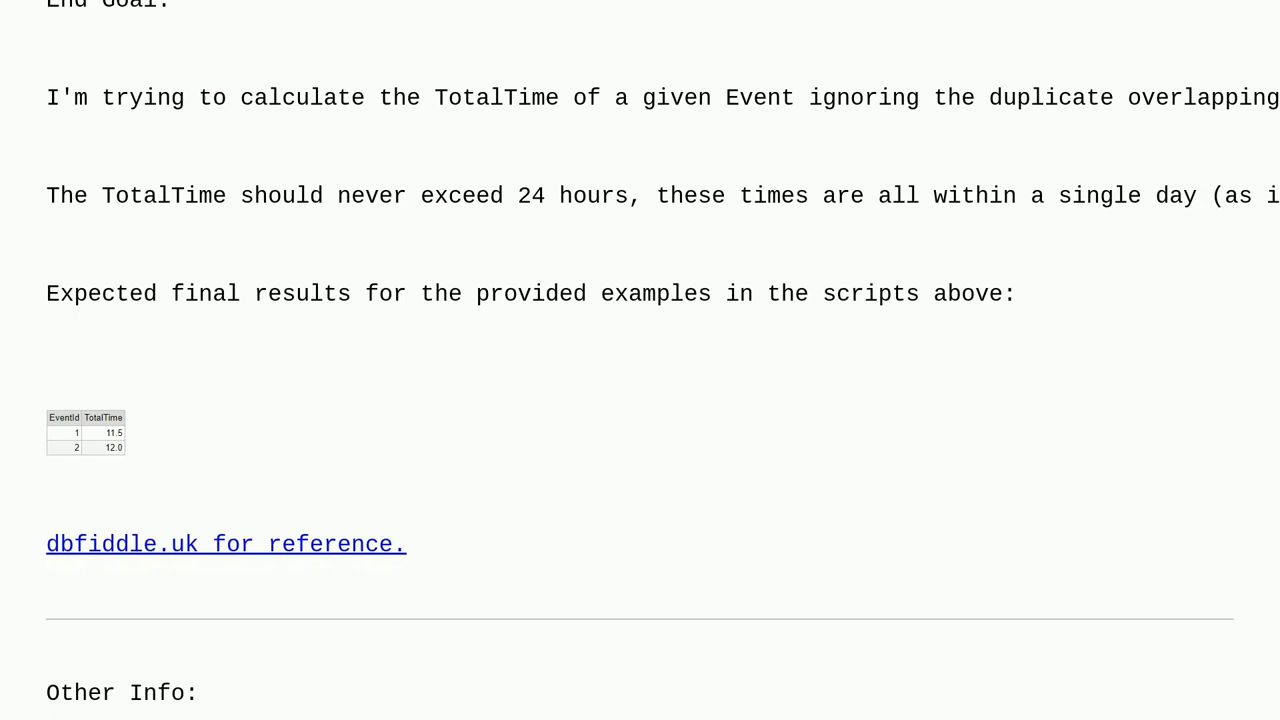 End Goal:
I'm trying to calculate the TotalTime of a given Event ignoring the duplicate overlapping
The TotalTime should never exceed 24 hours, these times are all within a single day (as i
Expected final results for the provided examples in the scripts above:
EventId TotalTime
1 11.5
2 12.0
dbfiddle.uk for reference.
Other Info: